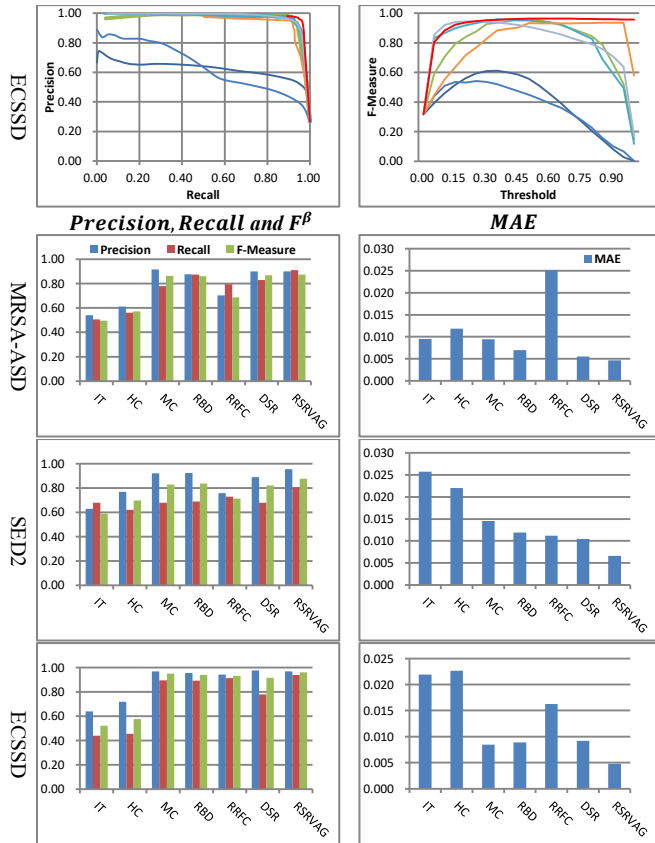 ECSSD
Precision
1.00
0.80
0.60
0.40
0.20
0.00
0.00 0.20 0.40 0.60 0.80 1.00
Recall
F-Measure
1.00
0.80
0.60
0.40
0.20
0.00
0.00 0.15 0.30 0.45 0.60 0.75 0.90
Threshold
Precision, Recall and F^β
MAE
MRSA-ASD
Precision Recall F-Measure
1.00
0.80
0.60
0.40
0.20
0.00
IT HC MC RBD RRFC DSR RSRVAG
MAE
0.030
0.025
0.020
0.015
0.010
0.005
0.000
IT HC MC RBD RRFC DSR RSRVAG
SED2
1.00
0.80
0.60
0.40
0.20
0.00
IT HC MC RBD RRFC DSR RSRVAG
0.030
0.025
0.020
0.015
0.010
0.005
0.000
IT HC MC RBD RRFC DSR RSRVAG
ECSSD
1.00
0.80
0.60
0.40
0.20
0.00
IT HC MC RBD RRFC DSR RSRVAG
0.025
0.020
0.015
0.010
0.005
0.000
IT HC MC RBD RRFC DSR RSRVAG